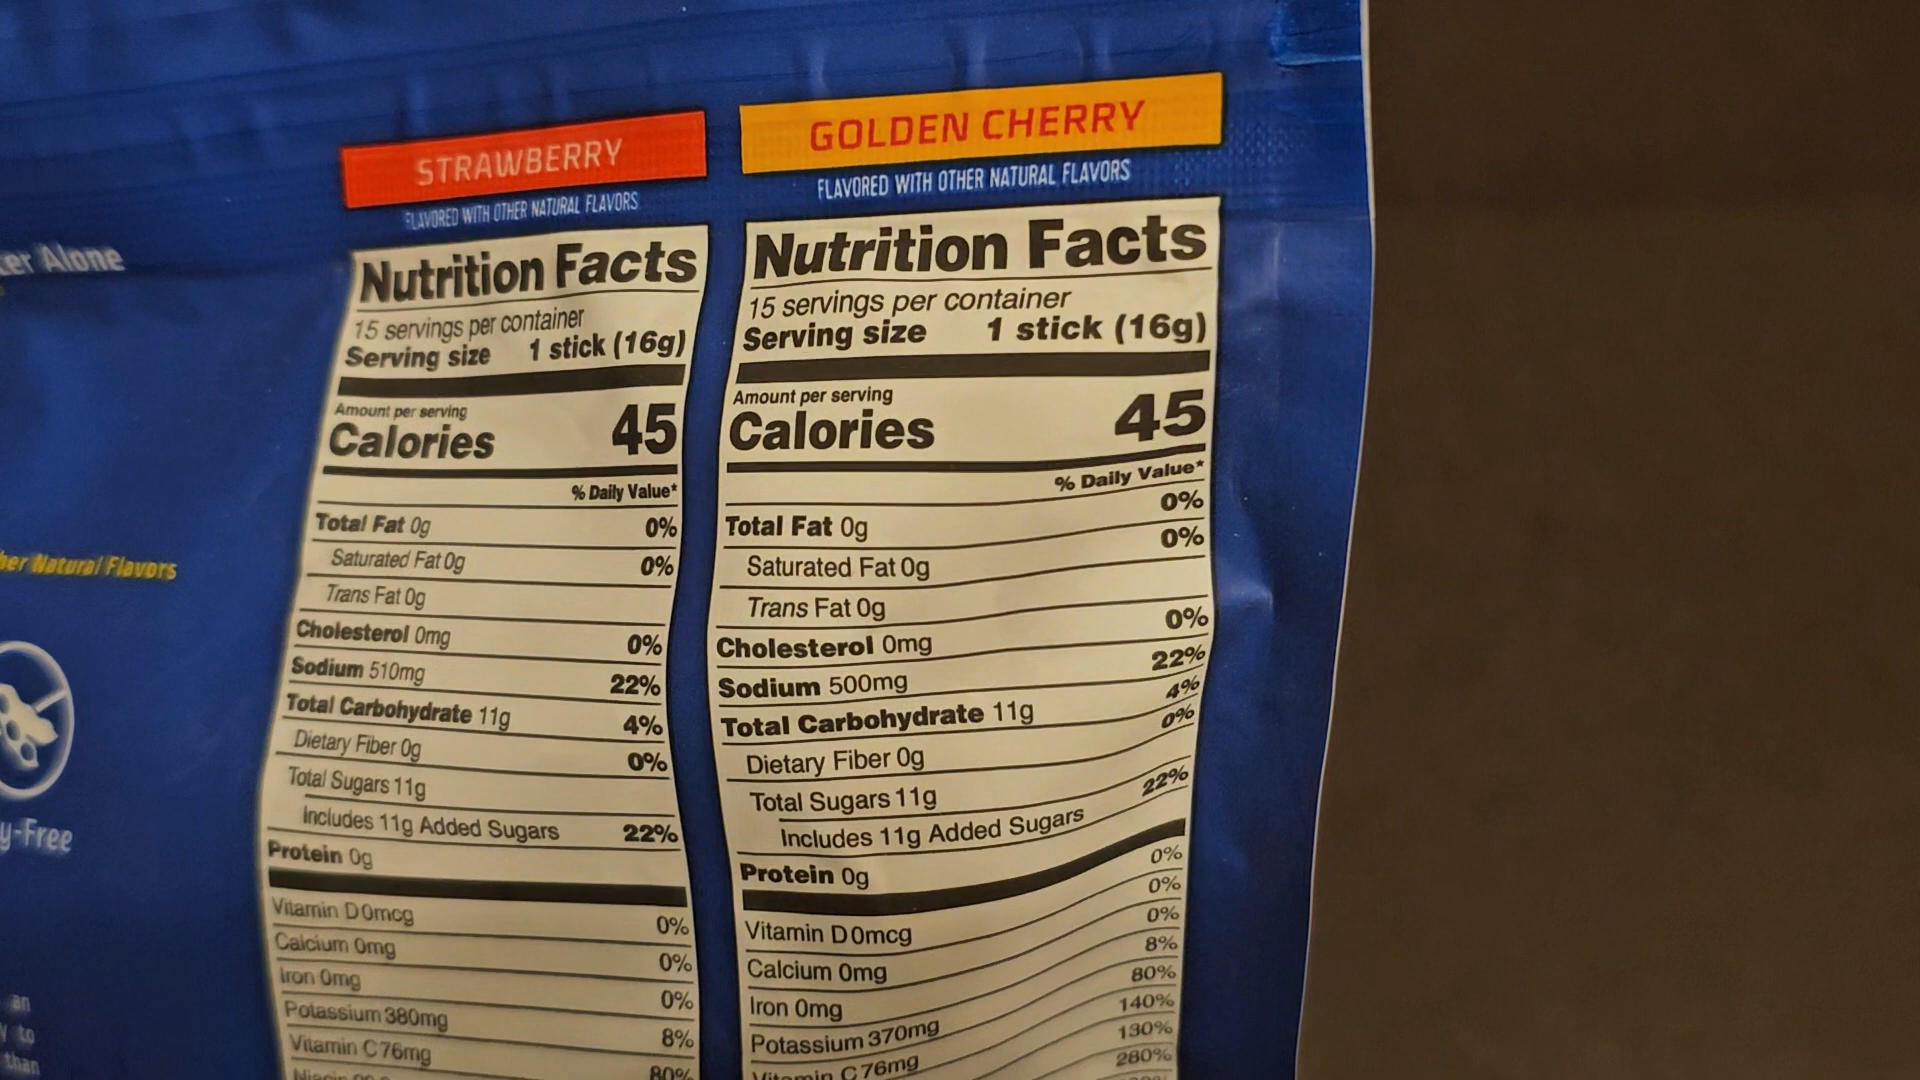 er Alone
her Natural Flavors
y-Free
an
to
than
STRAWBERRY
FLAVORED WITH OTHER NATURAL FLAVORS
Nutrition Facts
15 servings per container
Serving size 1 stick (16g)
Amount per serving
Calories 45
% Daily Value*
Total Fat 0g 0%
Saturated Fat 0g 0%
Trans Fat 0g
Cholesterol 0mg 0%
Sodium 510mg 22%
Total Carbohydrate 11g 4%
Dietary Fiber 0g 0%
Total Sugars 11g
Includes 11g Added Sugars 22%
Protein 0g
Vitamin D 0mcg 0%
Calcium 0mg 0%
Iron 0mg 0%
Potassium 380mg 8%
Vitamin C 76mg 80%
GOLDEN CHERRY
FLAVORED WITH OTHER NATURAL FLAVORS
Nutrition Facts
15 servings per container
Serving size 1 stick (16g)
Amount per serving
Calories 45
% Daily Value*
Total Fat 0g 0%
Saturated Fat 0g 0%
Trans Fat 0g
Cholesterol 0mg 0%
Sodium 500mg 22%
Total Carbohydrate 11g 4%
Dietary Fiber 0g 0%
Total Sugars 11g
Includes 11g Added Sugars 22%
Protein 0g
Vitamin D 0mcg 0%
Calcium 0mg 0%
Iron 0mg 0%
Potassium 370mg 8%
Vitamin C 76mg 80%
140%
130%
280%